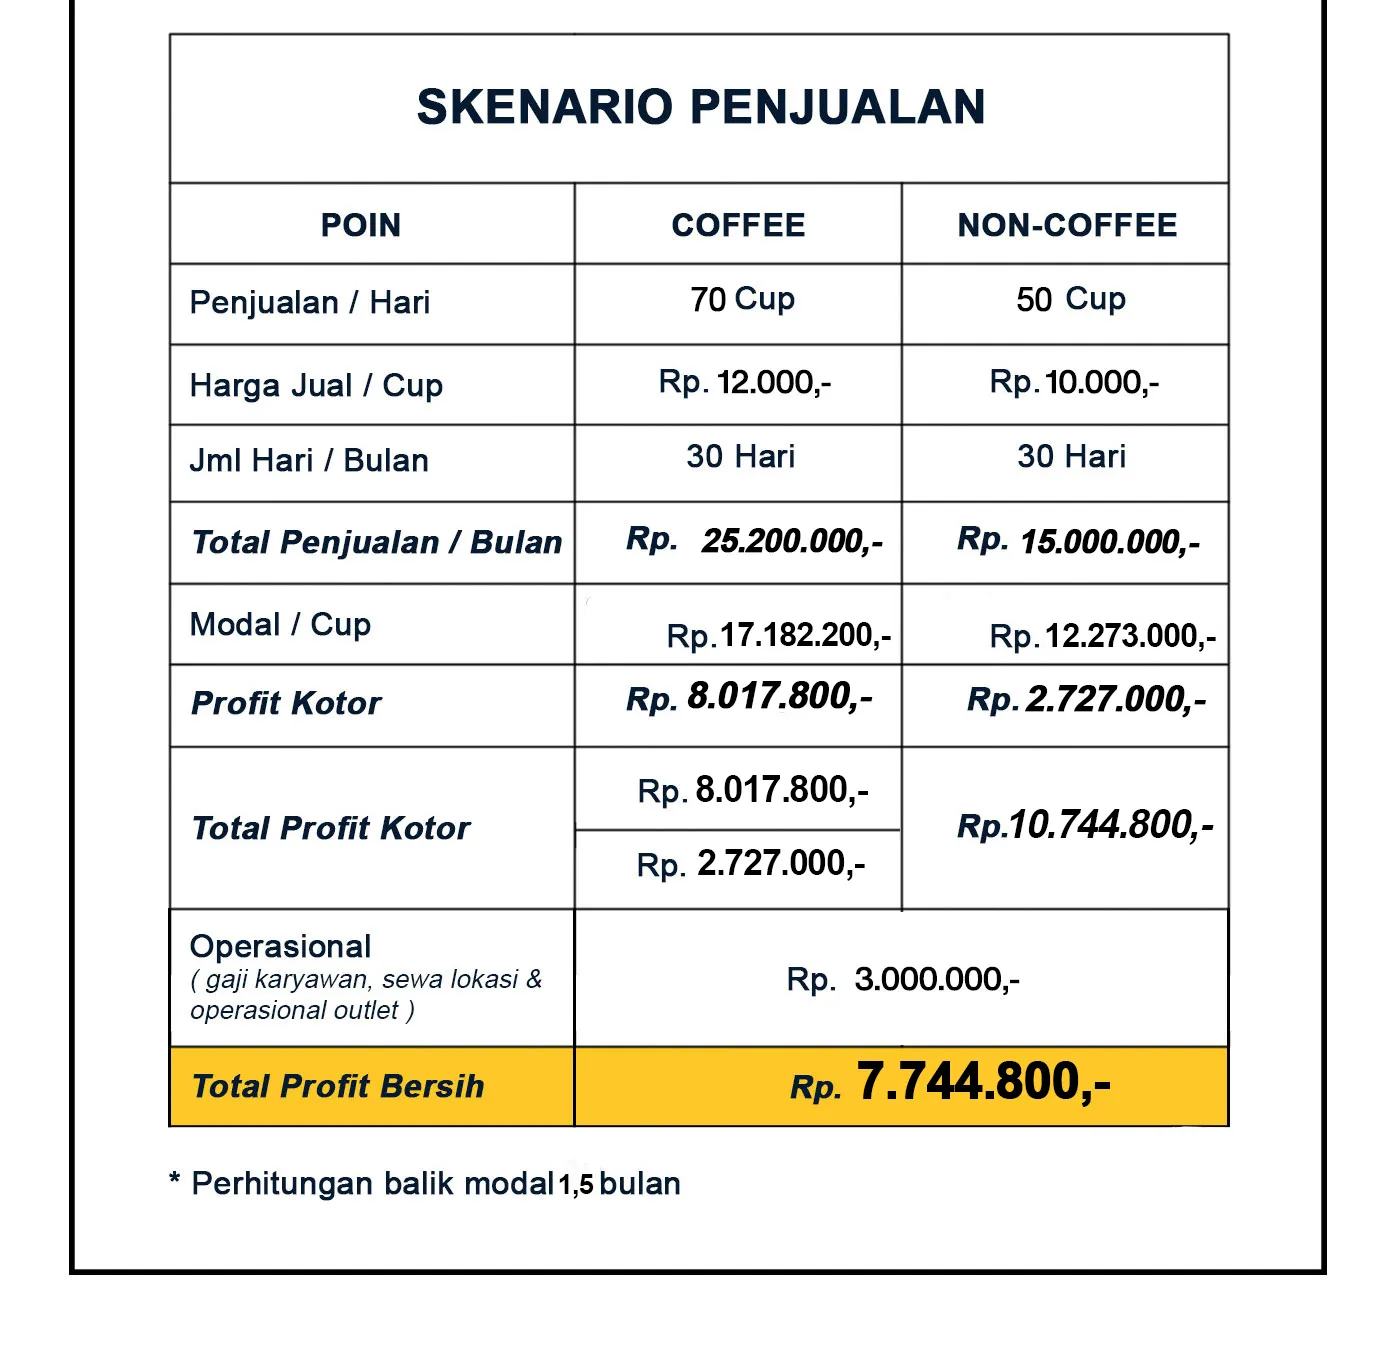 SKENARIO PENJUALAN
POIN COFFEE NON-COFFEE
Penjualan / Hari 70 Cup 50 Cup
Harga Jual / Cup Rp. 12.000,- Rp. 10.000,-
Jml Hari / Bulan 30 Hari 30 Hari
Total Penjualan / Bulan Rp. 25.200.000,- Rp. 15.000.000,-
Modal / Cup Rp. 17.182.200,- Rp. 12.273.000,-
Profit Kotor Rp. 8.017.800,- Rp. 2.727.000,-
Total Profit Kotor Rp. 8.017.800,- Rp. 10.744.800,-
Rp. 2.727.000,-
Operasional
( gaji karyawan, sewa lokasi & Rp. 3.000.000,-
operasional outlet )
Total Profit Bersih Rp. 7.744.800,-
* Perhitungan balik modal 1,5 bulan